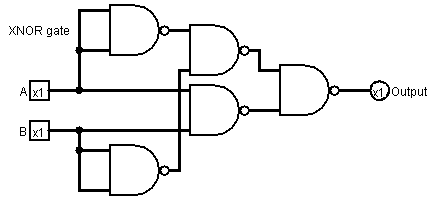 XNOR gate
A x1
B x1
x1 Output